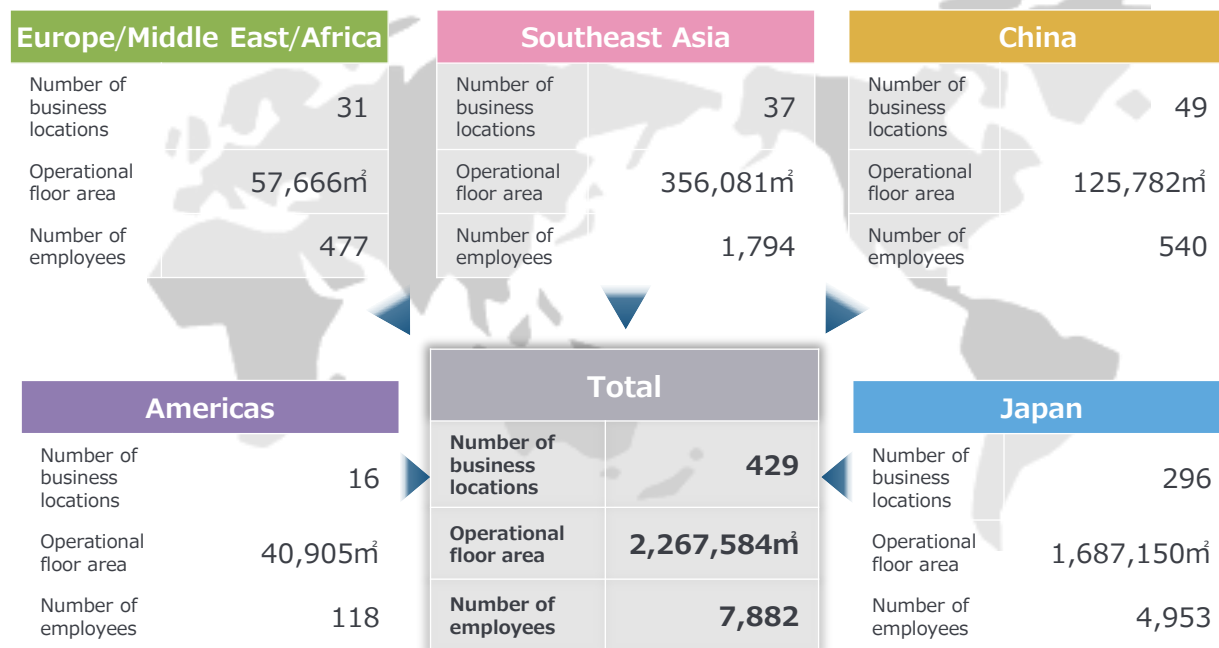 Europe/Middle East/Africa
Number of
business
locations
31
Operational
floor area
57,666㎡
Number of
employees
477
Southeast Asia
Number of
business
locations
37
Operational
floor area
356,081㎡
Number of
employees
1,794
China
Number of
business
locations
49
Operational
floor area
125,782㎡
Number of
employees
540
Americas
Number of
business
locations
16
Operational
floor area
40,905㎡
Number of
employees
118
Total
Number of
business
locations
429
Operational
floor area
2,267,584㎡
Number of
employees
7,882
Japan
Number of
business
locations
296
Operational
floor area
1,687,150㎡
Number of
employees
4,953